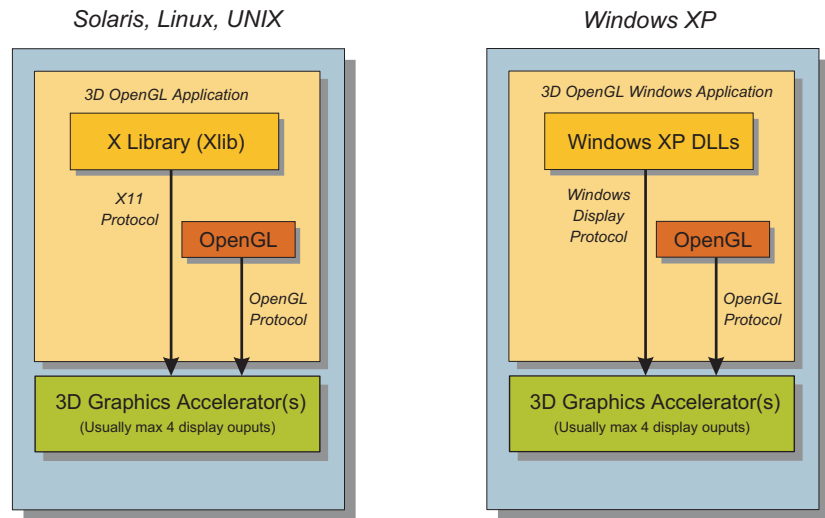 Solaris, Linux, UNIX
3D OpenGL Application
X Library (Xlib)
X11
Protocol
OpenGL
OpenGL
Protocol
3D Graphics Accelerator(s)
(Usually max 4 display ouputs)
Windows XP
3D OpenGL Windows Application
Windows XP DLLs
Windows
Display
Protocol
OpenGL
OpenGL
Protocol
3D Graphics Accelerator(s)
(Usually max 4 display ouputs)